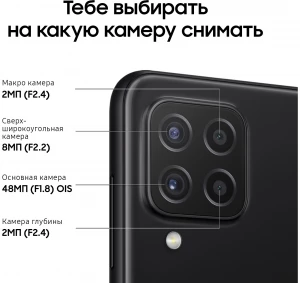 Тебе выбирать
на какую камеру снимать
Макро камера
2МП (F2.4)
Сверх-
широкоугольная
камера
8МП (F2.2)
Основная камера
48МП (F1.8) OIS
Камера глубины
2МП (F2.4)